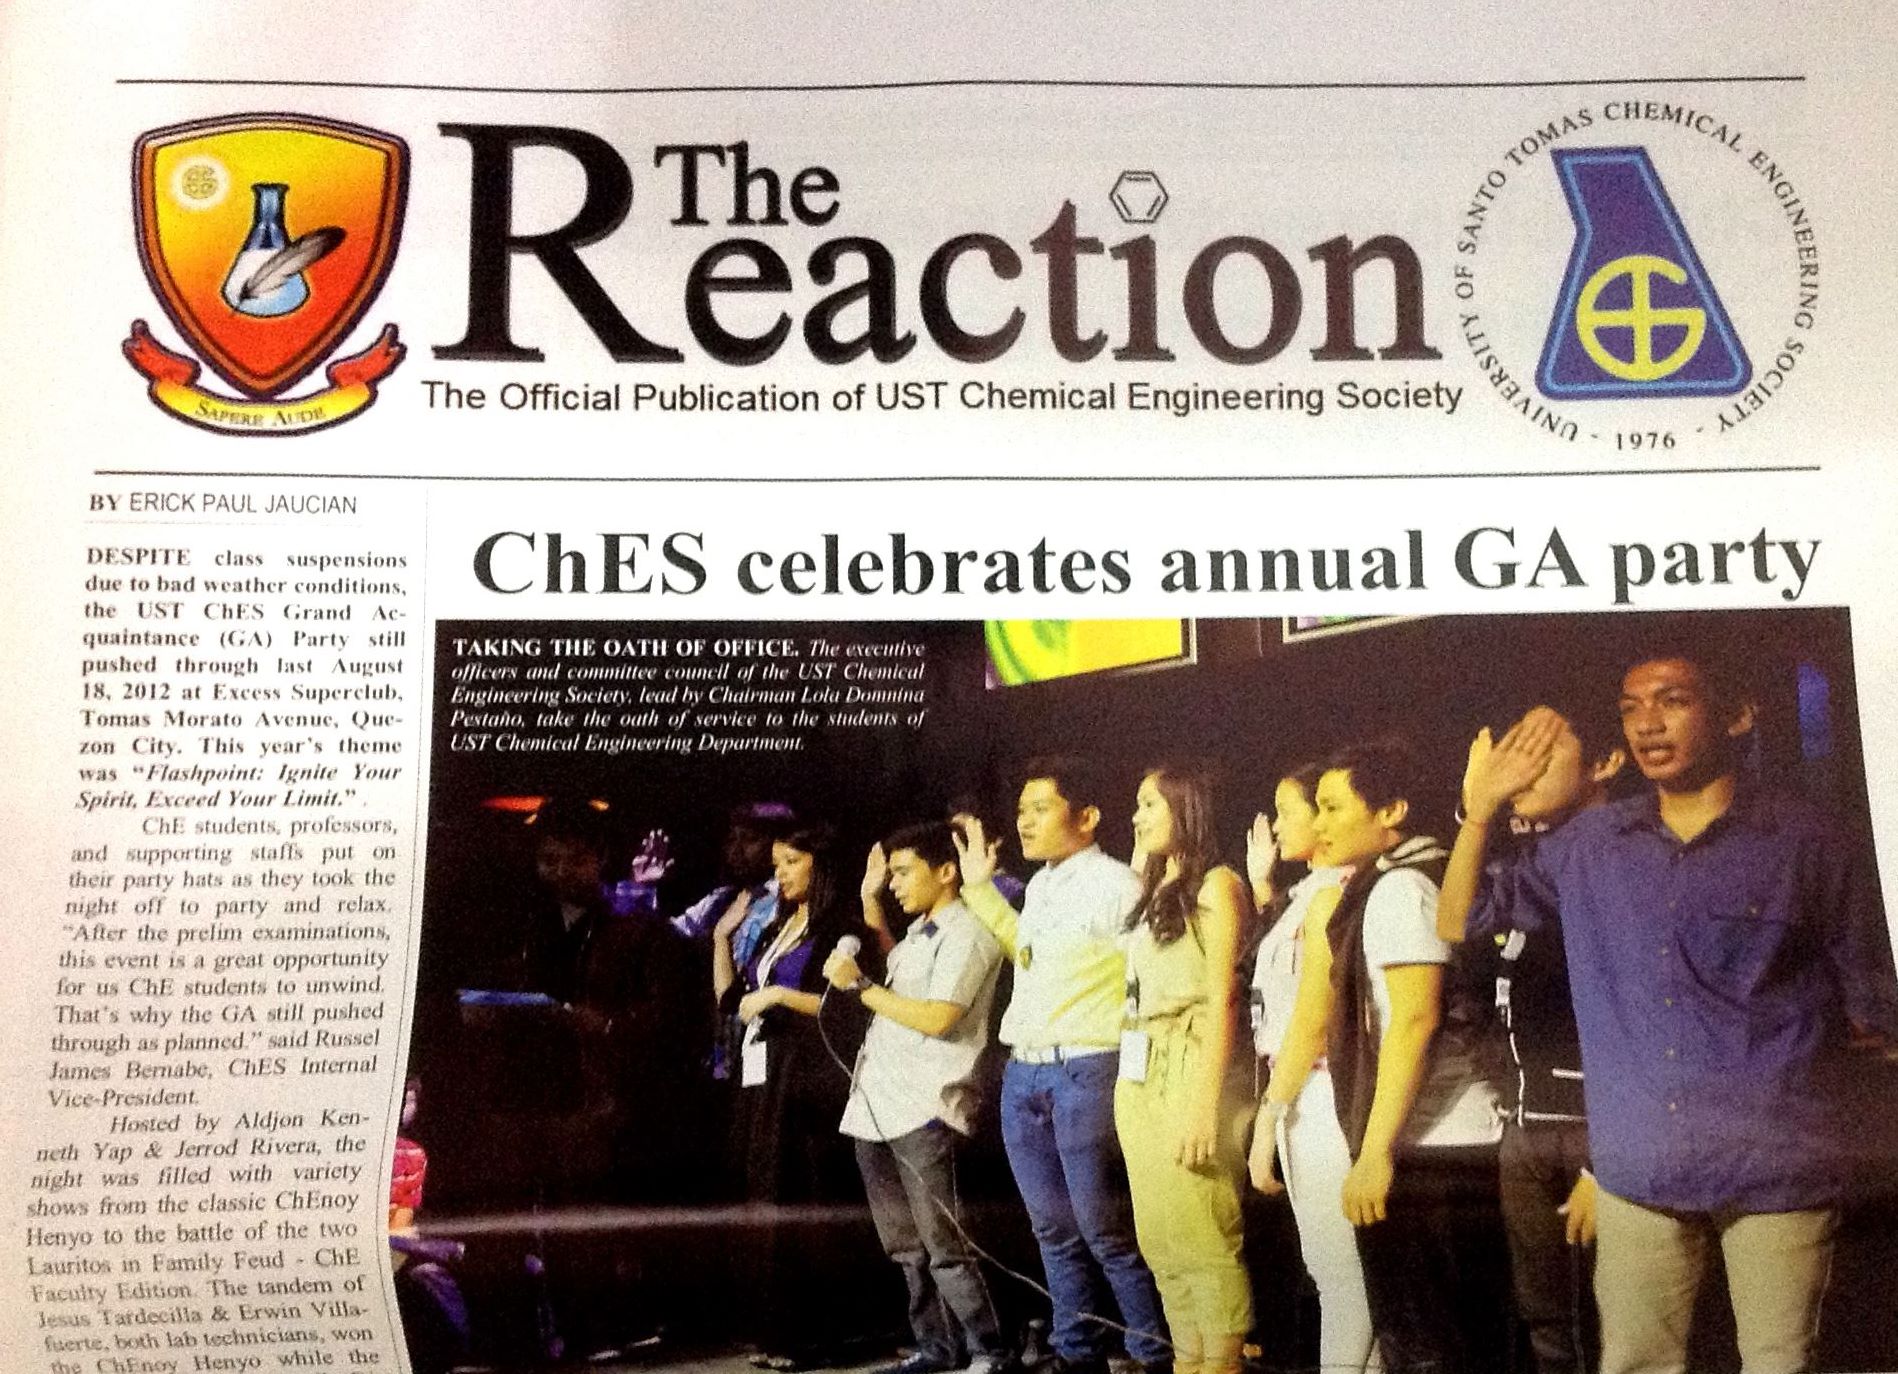 The
Reaction
The Official Publication of UST Chemical Engineering Society
SAPERE AUDE
UNIVERSITY OF SANTO TOMAS CHEMICAL ENGINEERING SOCIETY
- 1976 -
BY ERICK PAUL JAUCIAN
DESPITE class suspensions
due to bad weather conditions,
the UST ChES Grand Ac-
quaintance (GA) Party still
pushed through last August
18, 2012 at Excess Superclub,
Tomas Morato Avenue, Que-
zon City. This year's theme
was "Flashpoint: Ignite Your
Spirit, Exceed Your Limit." .
ChE students, professors,
and supporting staffs put on
their party hats as they took the
night off to party and relax.
"After the prelim examinations,
this event is a great opportunity
for us ChE students to unwind.
That's why the GA still pushed
through as planned." said Russel
James Bernabe, ChES Internal
Vice-President.
Hosted by Aldjon Ken-
neth Yap & Jerrod Rivera, the
night was filled with variety
shows from the classic ChEnoy
Henyo to the battle of the two
Lauritos in Family Feud - ChE
Faculty Edition. The tandem of
Jesus Tardecilla & Erwin Villa-
fuerte, both lab technicians, won
the ChEnoy Henyo while the
ChES celebrates annual GA party
TAKING THE OATH OF OFFICE. The executive
officers and committee council of the UST Chemical
Engineering Society, lead by Chairman Lola Domnina
Pestaño, take the oath of service to the students of
UST Chemical Engineering Department.